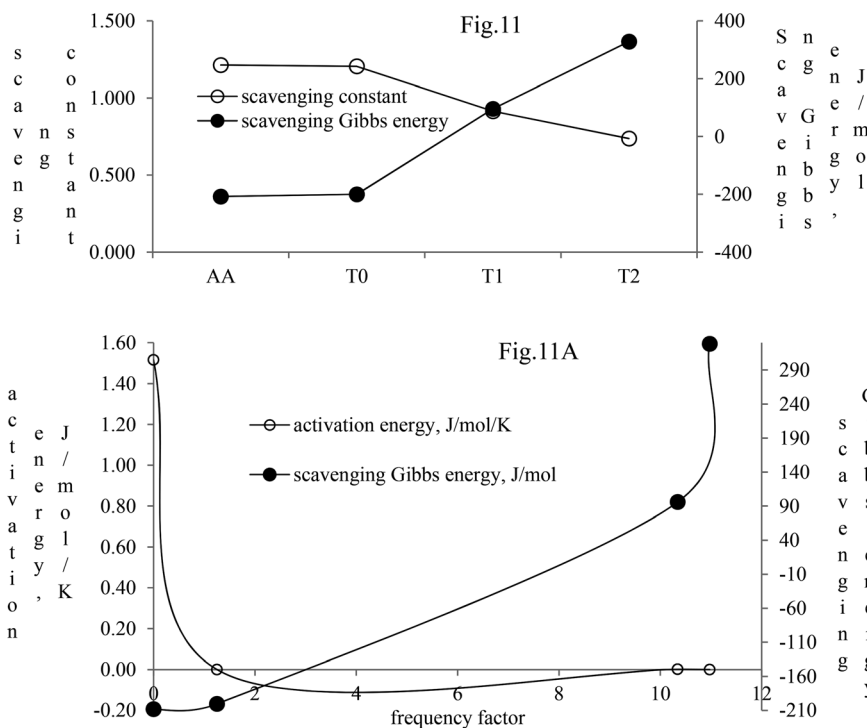 Fig.11
1.500
1.000
0.500
0.000
scavengi
ng
constant
scavenging constant
scavenging Gibbs energy
400
200
0
-200
-400
Scavengi
ng Gibbs
energy,
J/mol
AA T0 T1 T2
Fig.11A
1.60
1.40
1.20
1.00
0.80
0.60
0.40
0.20
0.00
-0.20
activation
energy,
J/mol/K
activation energy, J/mol/K
scavenging Gibbs energy, J/mol
290
240
190
140
90
40
-10
-60
-110
-160
-210
scavenging
0 2 4 6 8 10 12
frequency factor